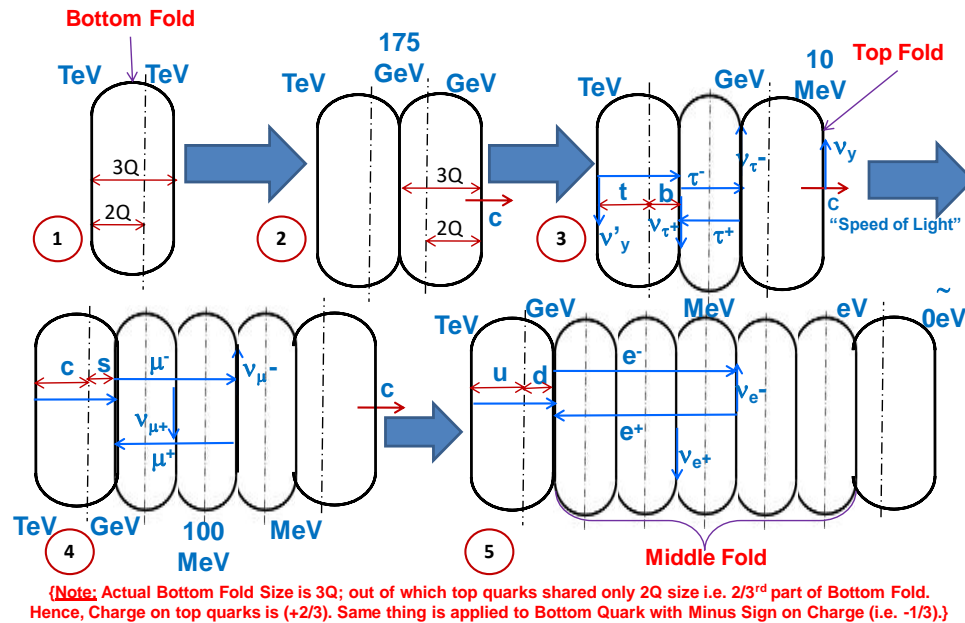 Bottom Fold
TeV TeV
3Q
2Q
1
175
GeV
TeV GeV
3Q
c
2Q
2
10
MeV
Top Fold
TeV GeV
ντ-
νy
τ-
t b
c
ν'y ντ+ τ+
“Speed of Light”
3
c s μ-
νμ-
c
νμ+
μ+
TeV GeV
100
MeV
MeV
4
TeV GeV MeV eV ~
0eV
e-
u d
νe-
e+
νe+
5
Middle Fold
{Note: Actual Bottom Fold Size is 3Q; out of which top quarks shared only 2Q size i.e. 2/3rd part of Bottom Fold.
Hence, Charge on top quarks is (+2/3). Same thing is applied to Bottom Quark with Minus Sign on Charge (i.e. -1/3).}